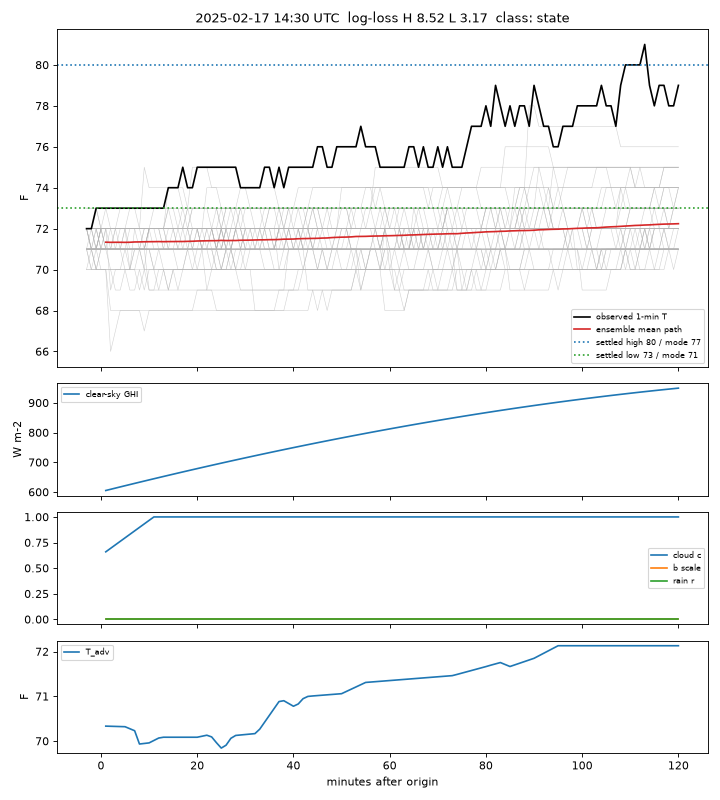 2025-02-17 14:30 UTC  log-loss H 8.52 L 3.17  class: state
80
78
76
74
72
70
68
66
F
observed 1-min T
ensemble mean path
settled high 80 / mode 77
settled low 73 / mode 71
900
800
700
600
W m-2
clear-sky GHI
1.00
0.75
0.50
0.25
0.00
cloud c
b scale
rain r
72
71
70
F
T_adv
0
20
40
60
80
100
120
minutes after origin